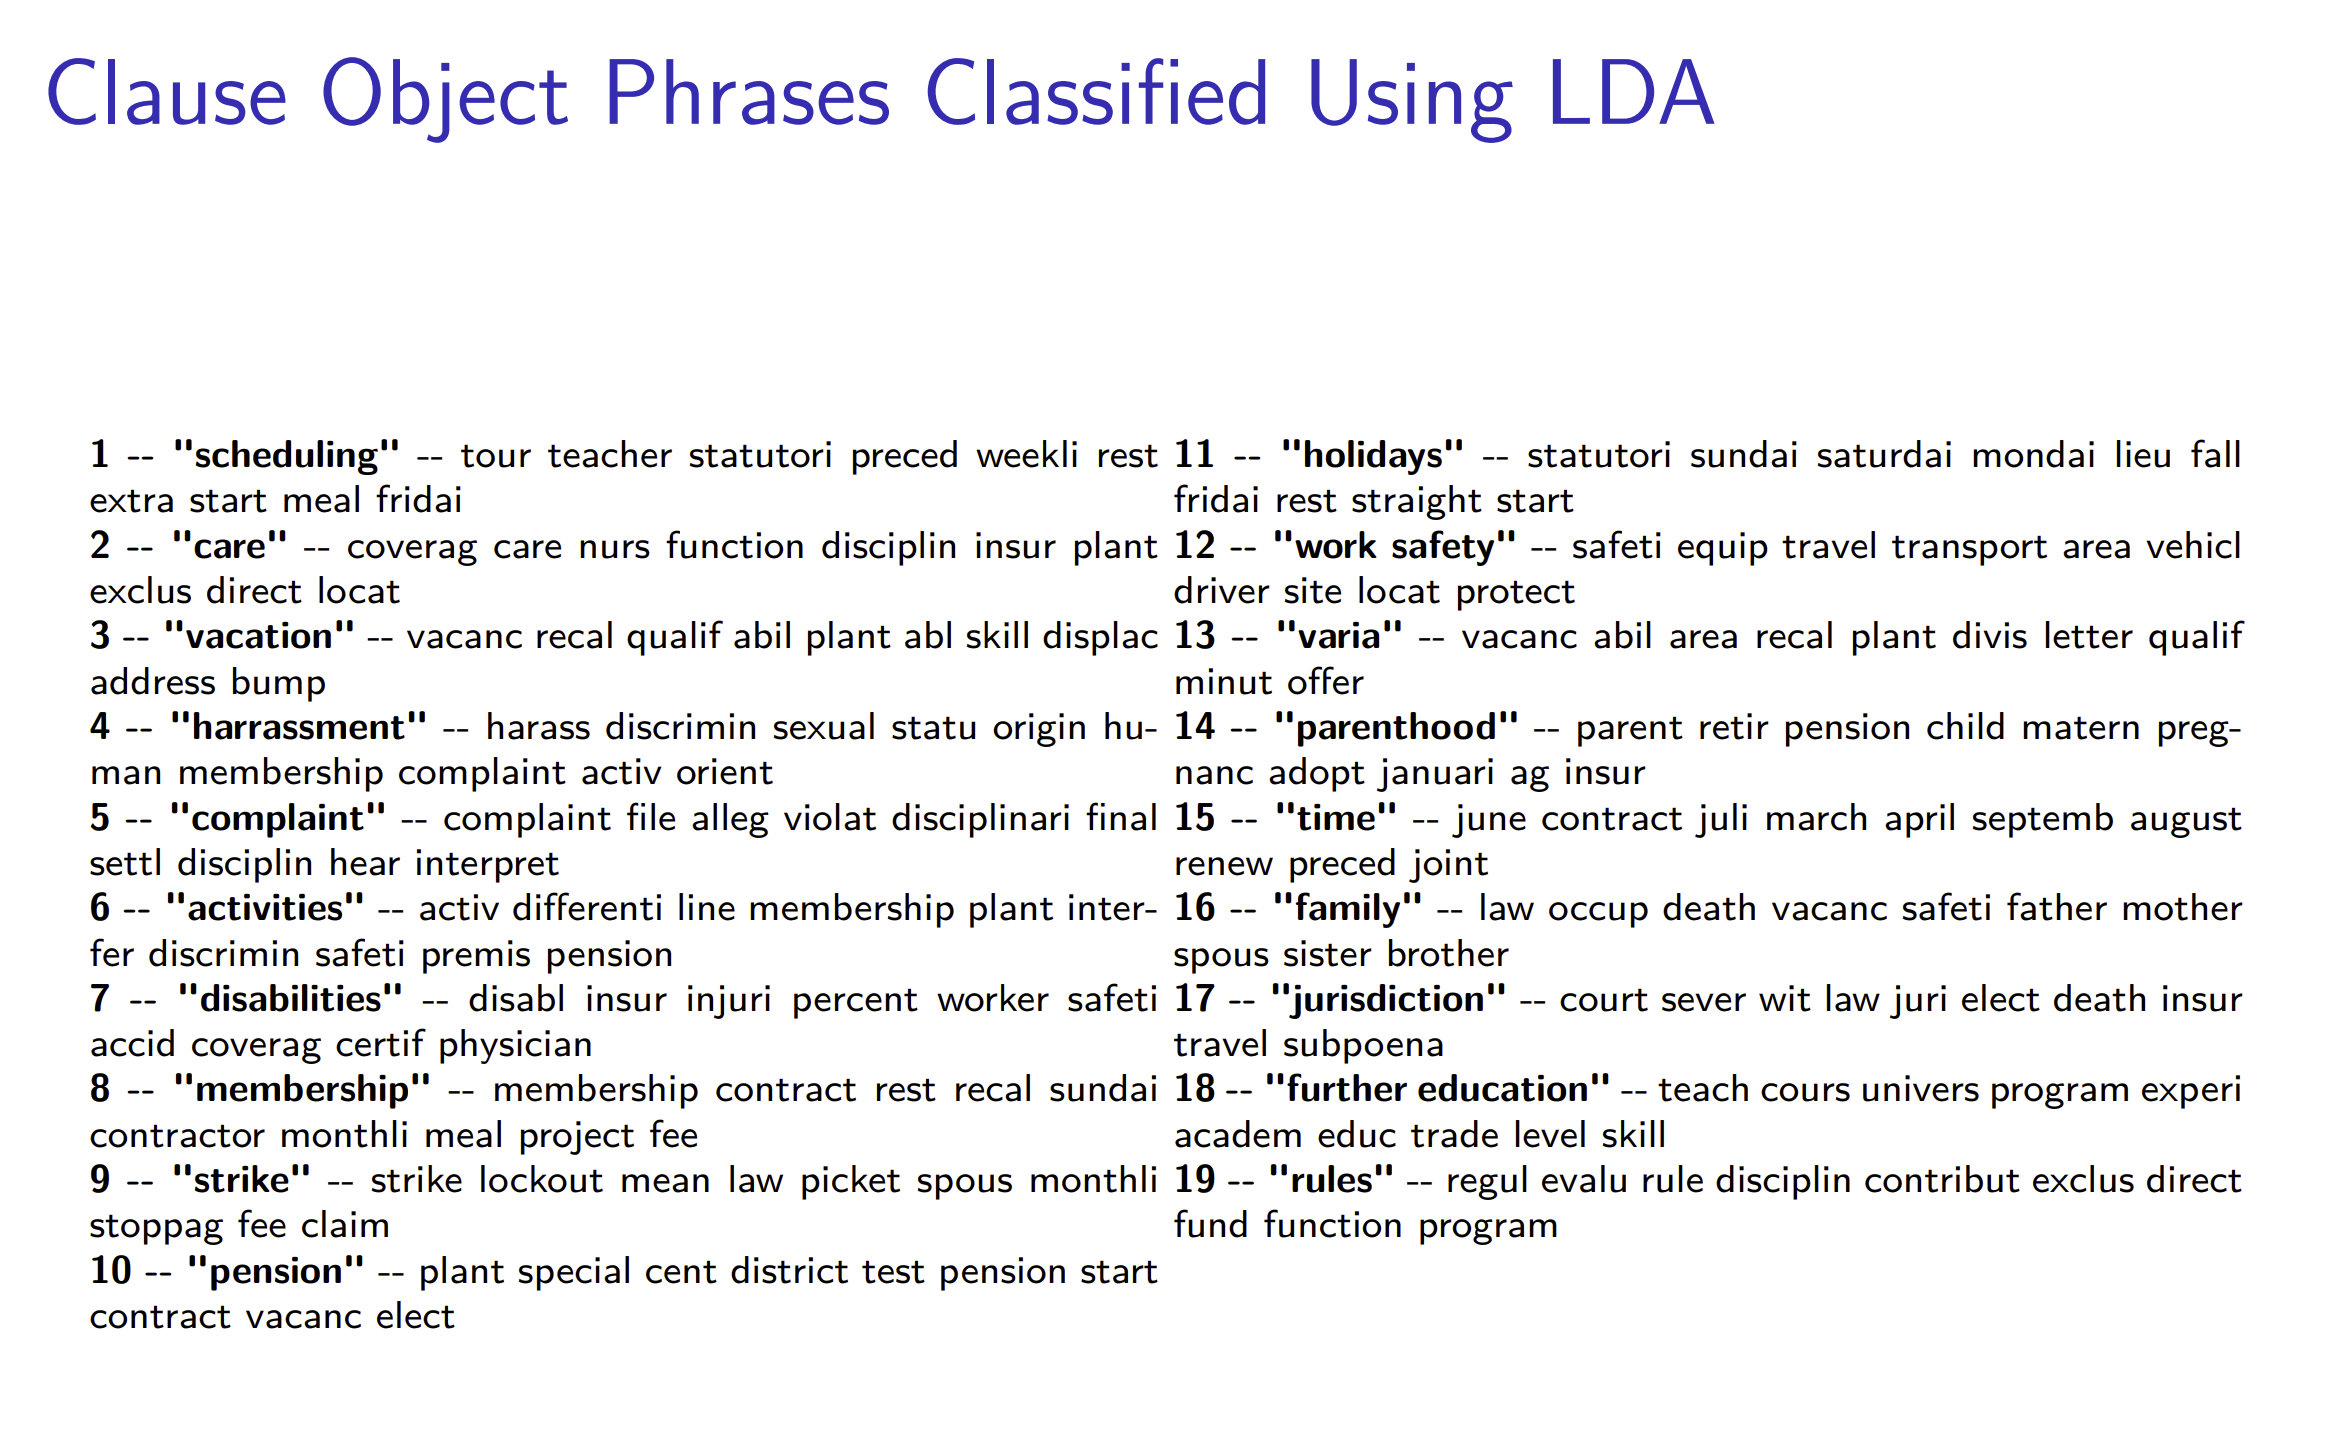 Clause Object Phrases Classified Using LDA
1 -- "scheduling" -- tour teacher statutori preced weekli rest
extra start meal fridai
2 -- "care" -- coverag care nurs function disciplin insur plant
exclus direct locat
3 -- "vacation" -- vacanc recal qualif abil plant abl skill displac
address bump
4 -- "harrassment" -- harass discrimin sexual statu origin hu-
man membership complaint activ orient
5 -- "complaint" -- complaint file alleg violat disciplinari final
settl disciplin hear interpret
6 -- "activities" -- activ differenti line membership plant inter-
fer discrimin safeti premis pension
7 -- "disabilities" -- disabl insur injuri percent worker safeti
accid coverag certif physician
8 -- "membership" -- membership contract rest recal sundai
contractor monthli meal project fee
9 -- "strike" -- strike lockout mean law picket spous monthli
stoppag fee claim
10 -- "pension" -- plant special cent district test pension start
contract vacanc elect
11 -- "holidays" -- statutori sundai saturdai mondai lieu fall
fridai rest straight start
12 -- "work safety" -- safeti equip travel transport area vehicl
driver site locat protect
13 -- "varia" -- vacanc abil area recal plant divis letter qualif
minut offer
14 -- "parenthood" -- parent retir pension child matern preg-
nanc adopt januari ag insur
15 -- "time" -- june contract juli march april septemb august
renew preced joint
16 -- "family" -- law occup death vacanc safeti father mother
spous sister brother
17 -- "jurisdiction" -- court sever wit law juri elect death insur
travel subpoena
18 -- "further education" -- teach cours univers program experi
academ educ trade level skill
19 -- "rules" -- regul evalu rule disciplin contribut exclus direct
fund function program